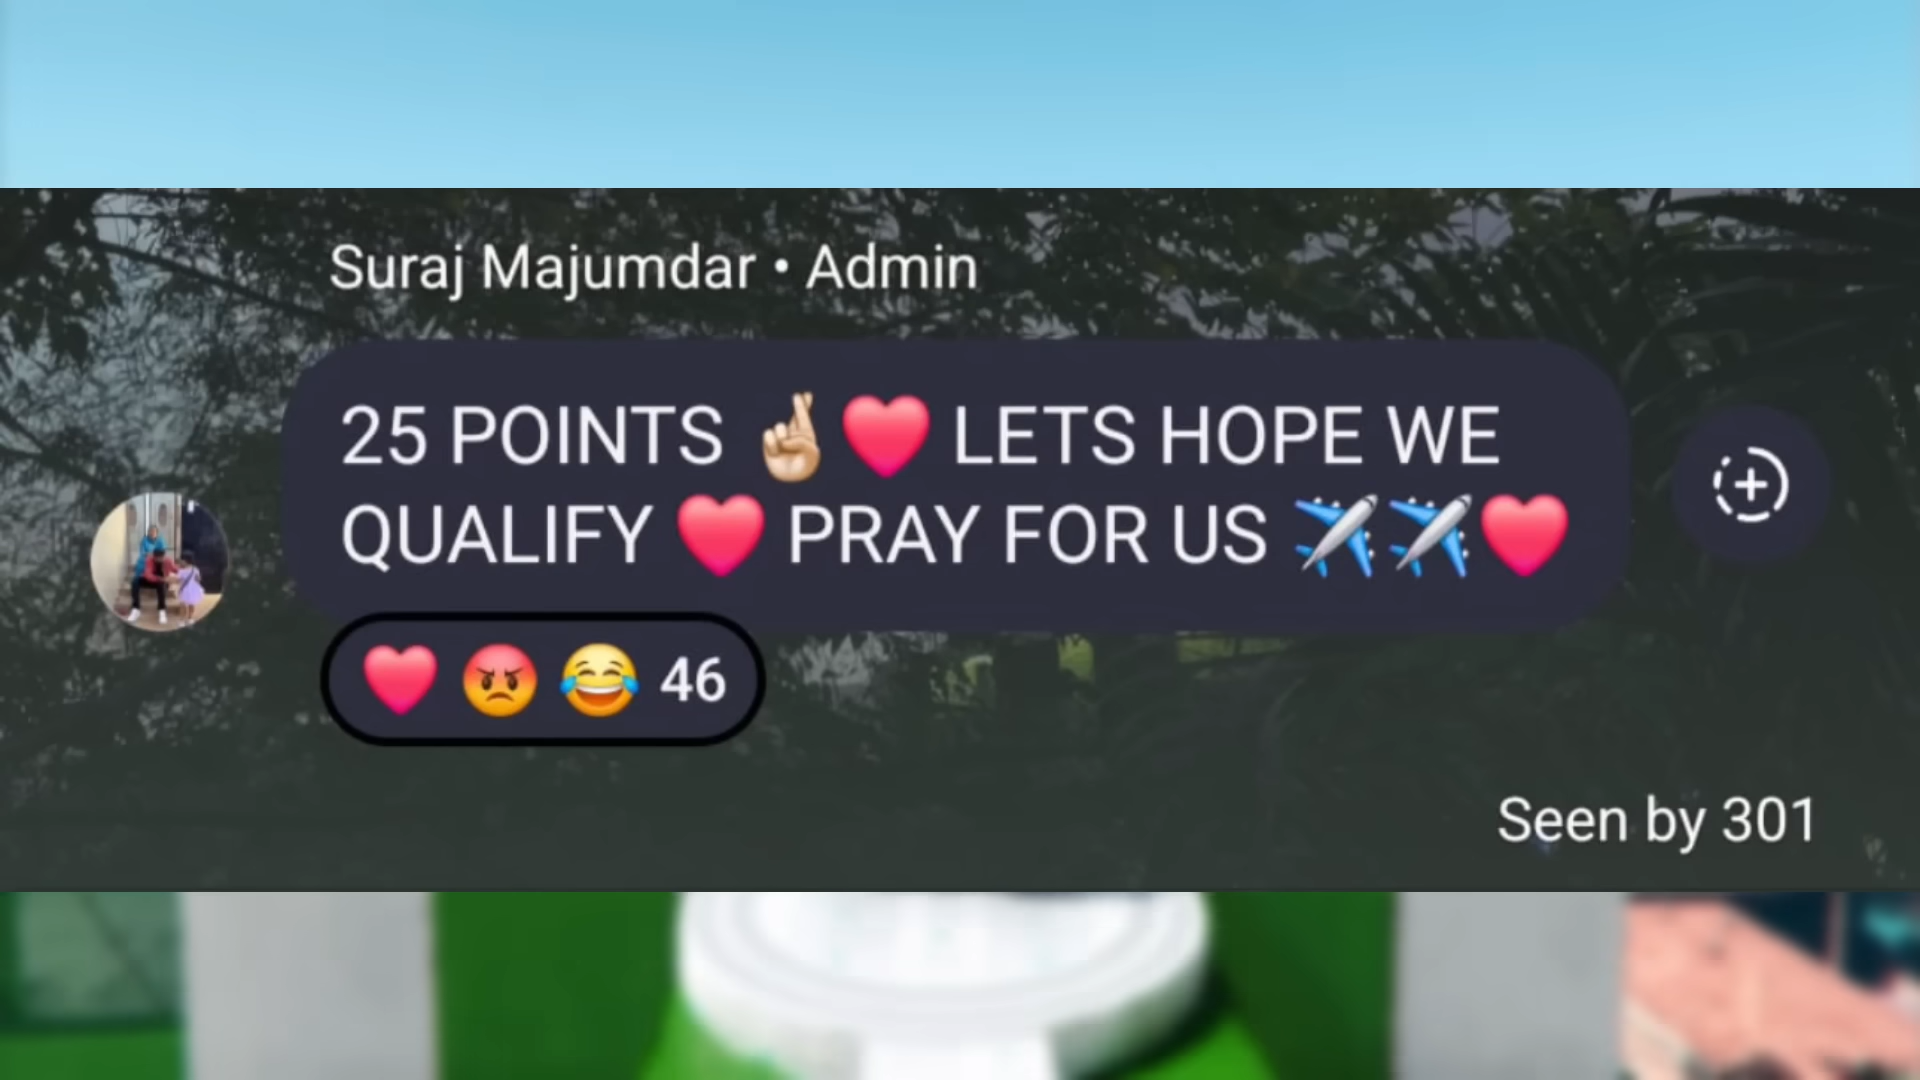 Suraj Majumdar • Admin
25 POINTS 🤞🏼❤️ LETS HOPE WE
QUALIFY ❤️ PRAY FOR US ✈️✈️❤️
❤️ 😡 😂 46
Seen by 301